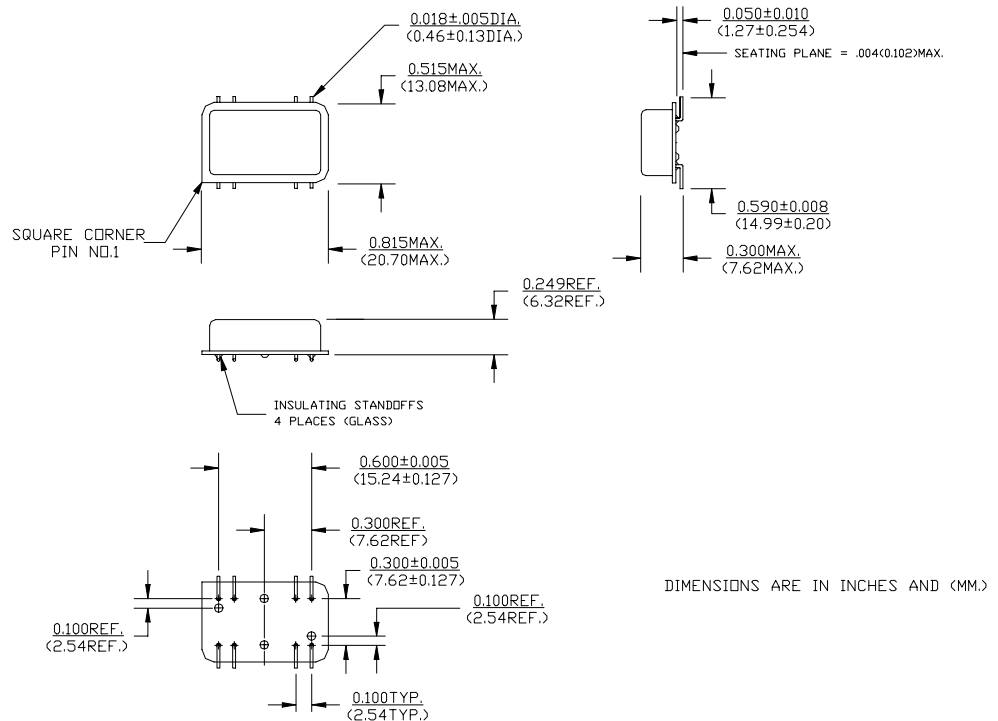 0.018±.005DIA.
(0.46±0.13DIA.)
0.050±0.010
(1.27±0.254)
SEATING PLANE = .004(0.102)MAX.
0.515MAX.
(13.08MAX.)
0.590±0.008
(14.99±0.20)
SQUARE CORNER
PIN NO.1
0.815MAX.
(20.70MAX.)
0.300MAX.
(7.62MAX.)
0.249REF.
(6.32REF.)
INSULATING STANDOFFS
4 PLACES (GLASS)
0.600±0.005
(15.24±0.127)
0.300REF.
(7.62REF)
0.300±0.005
(7.62±0.127)
DIMENSIONS ARE IN INCHES AND (MM.)
0.100REF.
(2.54REF.)
0.100REF.
(2.54REF.)
0.100TYP.
(2.54TYP.)